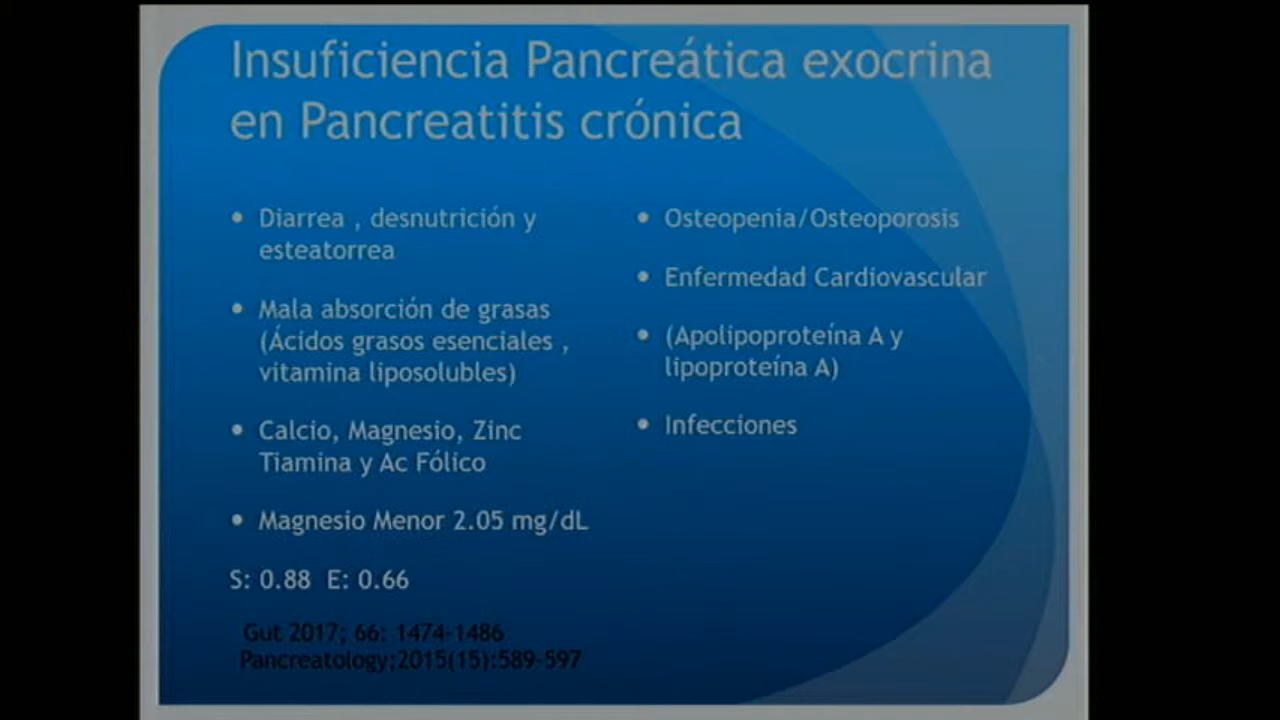 Insuficiencia Pancreática exocrina
en Pancreatitis crónica
• Diarrea , desnutrición y
esteatorrea
• Mala absorción de grasas
(Ácidos grasos esenciales ,
vitamina liposolubles)
• Calcio, Magnesio, Zinc
Tiamina y Ac Fólico
• Magnesio Menor 2.05 mg/dL
S: 0.88 E: 0.66
Gut 2017; 66: 1474-1486
Pancreatology;2015(15):589-597
• Osteopenia/Osteoporosis
• Enfermedad Cardiovascular
• (Apolipoproteína A y
lipoproteína A)
• Infecciones